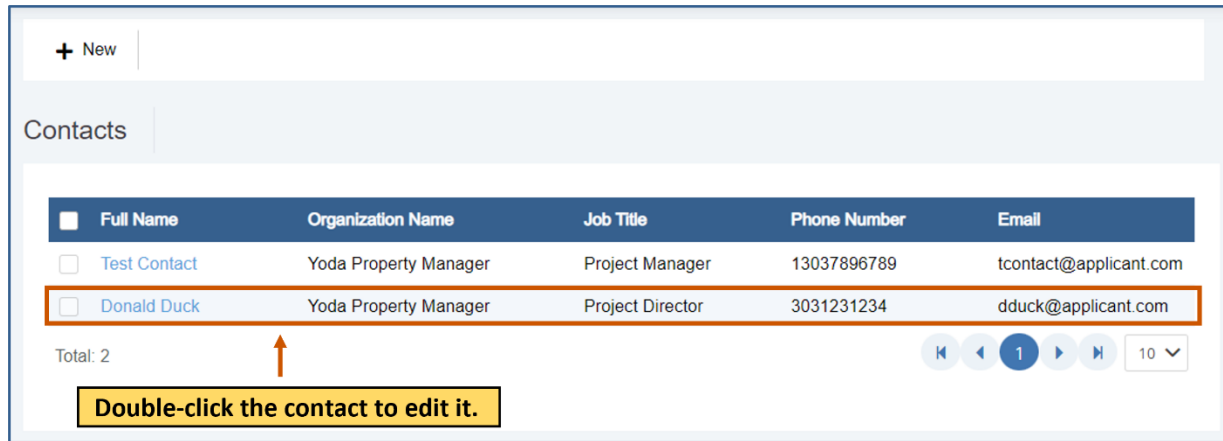 + New
Contacts
Full Name Organization Name Job Title Phone Number Email
Test Contact Yoda Property Manager Project Manager 13037896789 tcontact@applicant.com
Donald Duck Yoda Property Manager Project Director 3031231234 dduck@applicant.com
Total: 2 1 10
Double-click the contact to edit it.